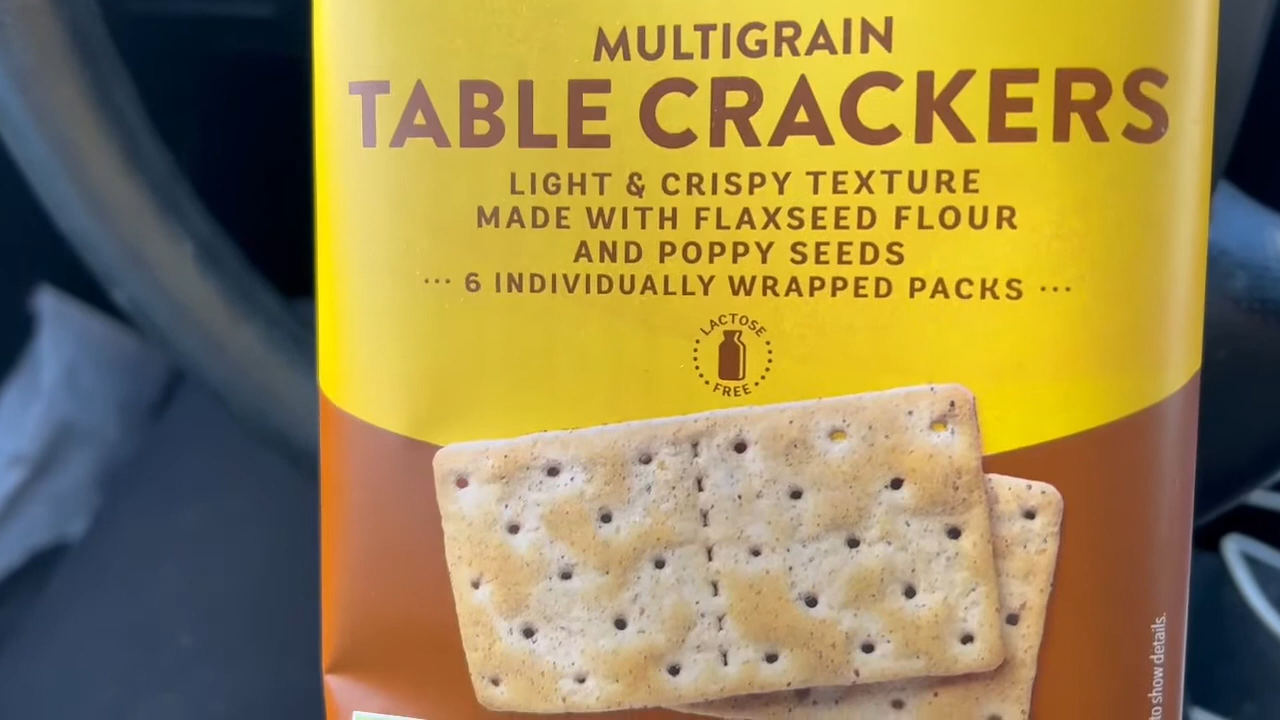 MULTIGRAIN
TABLE CRACKERS
LIGHT & CRISPY TEXTURE
MADE WITH FLAXSEED FLOUR
AND POPPY SEEDS
··· 6 INDIVIDUALLY WRAPPED PACKS ···
LACTOSE
FREE
to show details.